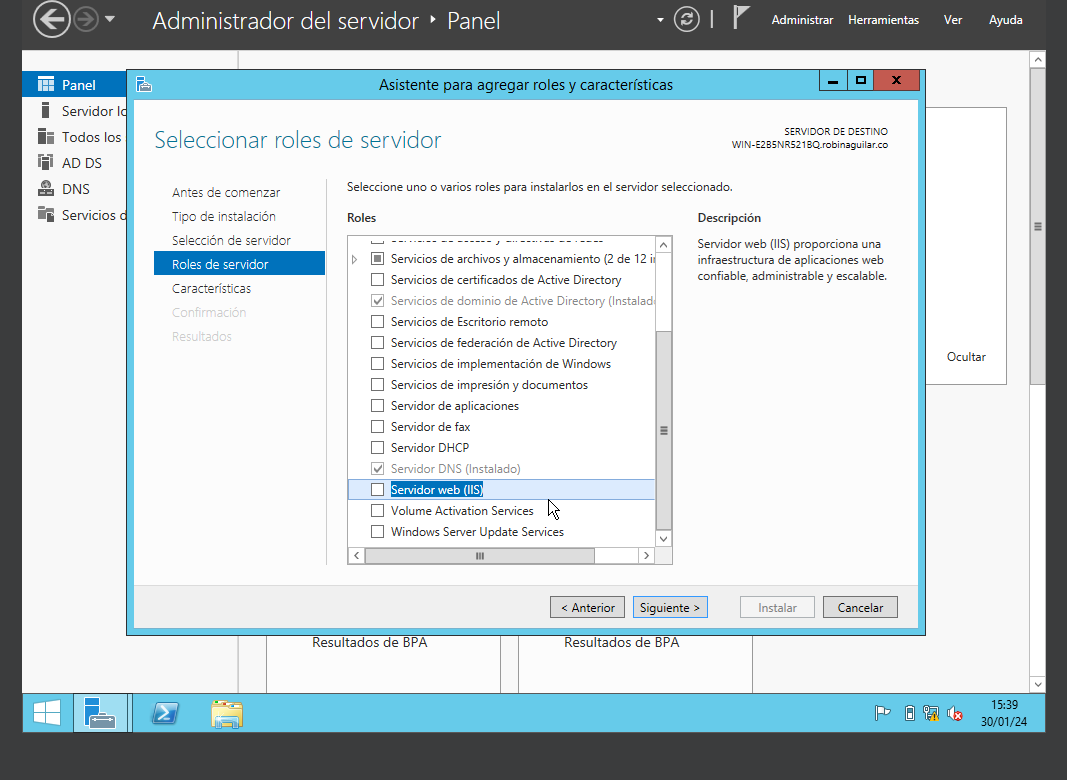 Administrador del servidor ‣ Panel
Administrar Herramientas Ver Ayuda
Panel
Servidor lo
Todos los
AD DS
DNS
Servicios d
Asistente para agregar roles y características
Seleccionar roles de servidor
SERVIDOR DE DESTINO
WIN-E2B5NR521BQ.robinaguilar.co
Antes de comenzar
Tipo de instalación
Selección de servidor
Roles de servidor
Características
Confirmación
Resultados
Seleccione uno o varios roles para instalarlos en el servidor seleccionado.
Roles
Servicios de archivos y almacenamiento (2 de 12 i
Servicios de certificados de Active Directory
Servicios de dominio de Active Directory (Instalad
Servicios de Escritorio remoto
Servicios de federación de Active Directory
Servicios de implementación de Windows
Servicios de impresión y documentos
Servidor de aplicaciones
Servidor de fax
Servidor DHCP
Servidor DNS (Instalado)
Servidor web (IIS)
Volume Activation Services
Windows Server Update Services
Descripción
Servidor web (IIS) proporciona una
infraestructura de aplicaciones web
confiable, administrable y escalable.
Ocultar
< Anterior
Siguiente >
Instalar
Cancelar
Resultados de BPA
Resultados de BPA
15:39
30/01/24